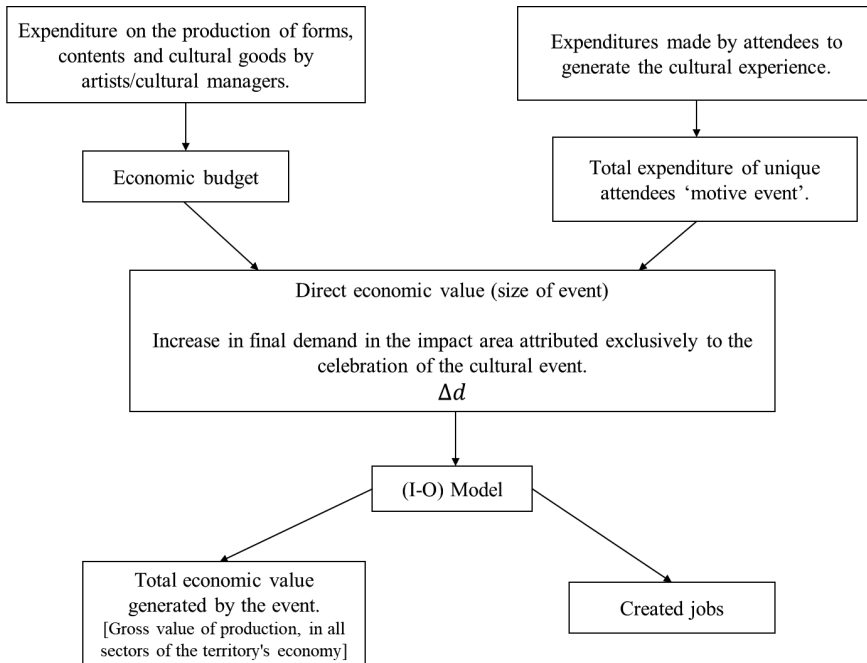 Expenditure on the production of forms,
contents and cultural goods by
artists/cultural managers.
Expenditures made by attendees to
generate the cultural experience.
Economic budget
Total expenditure of unique
attendees ‘motive event’.
Direct economic value (size of event)
Increase in final demand in the impact area attributed exclusively to the
celebration of the cultural event.
Δd
(I-O) Model
Total economic value
generated by the event.
[Gross value of production, in all
sectors of the territory's economy]
Created jobs